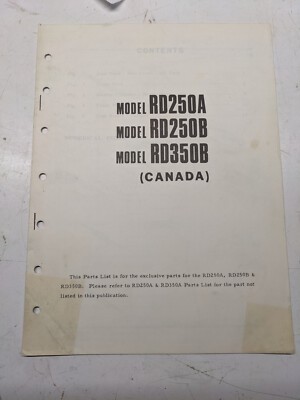 MODEL RD250A
MODEL RD250B
MODEL RD350B
(CANADA)
This Parts List is for the exclusive parts for the RD250A, RD250B &
RD350B. Please refer to RD250A & RD350A Parts List for the part not
listed in this publication.